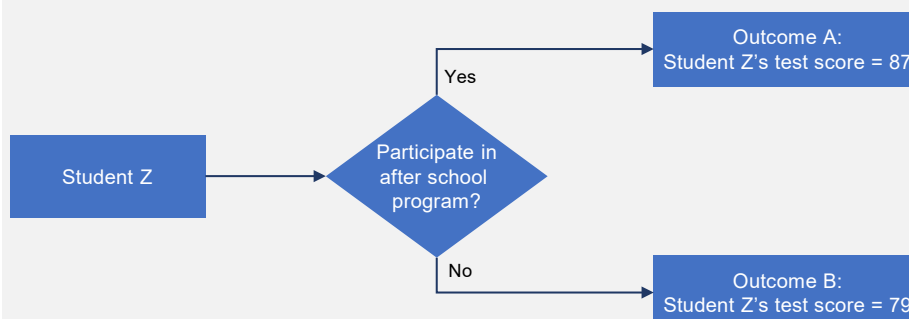 Outcome A:
Student Z's test score = 87
Yes
Participate in
after school
program?
Student Z
No
Outcome B:
Student Z's test score = 79